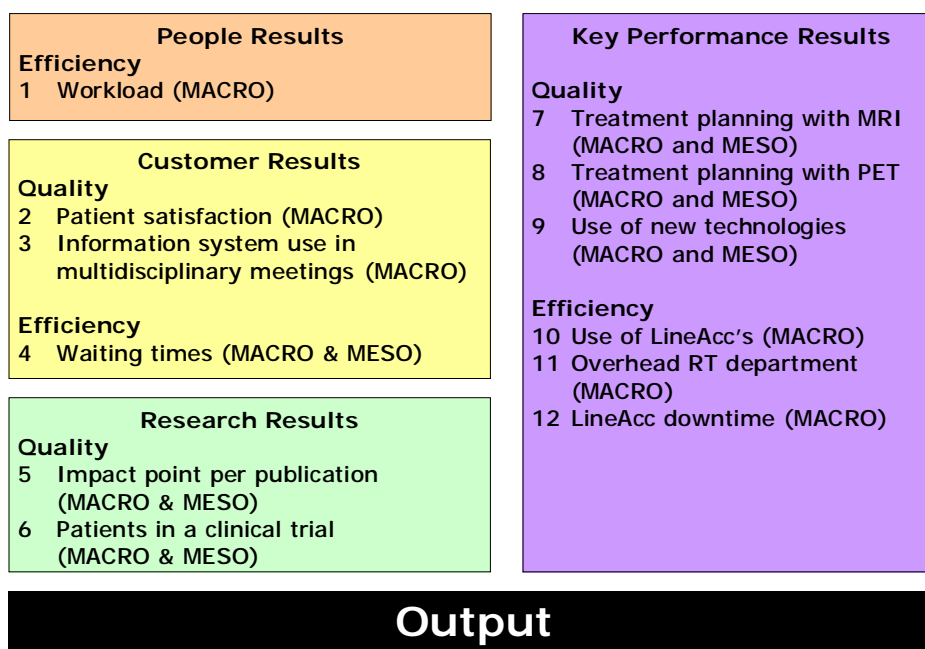 People Results
Efficiency
1 Workload (MACRO)
Customer Results
Quality
2 Patient satisfaction (MACRO)
3 Information system use in
multidisciplinary meetings (MACRO)
Efficiency
4 Waiting times (MACRO & MESO)
Research Results
Quality
5 Impact point per publication
(MACRO & MESO)
6 Patients in a clinical trial
(MACRO & MESO)
Key Performance Results
Quality
7 Treatment planning with MRI
(MACRO and MESO)
8 Treatment planning with PET
(MACRO and MESO)
9 Use of new technologies
(MACRO and MESO)
Efficiency
10 Use of LineAcc's (MACRO)
11 Overhead RT department
(MACRO)
12 LineAcc downtime (MACRO)
Output